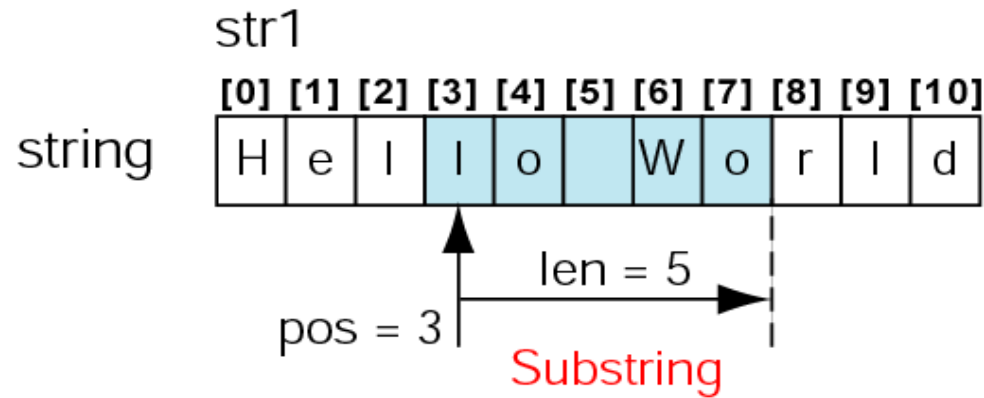 str1
[0] [1] [2] [3] [4] [5] [6] [7] [8] [9] [10]
string H e l l o W o r l d
len = 5
pos = 3
Substring